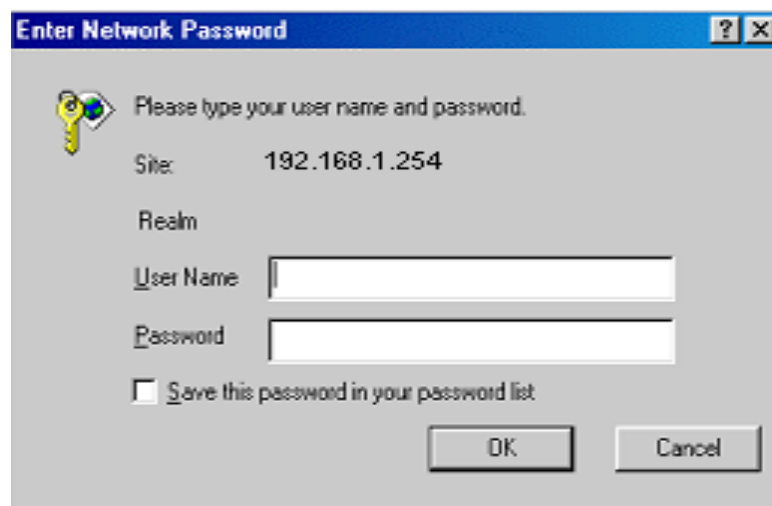 Enter Network Password
Please type your user name and password.
Site: 192.168.1.254
Realm
User Name
Password
Save this password in your password list
OK Cancel